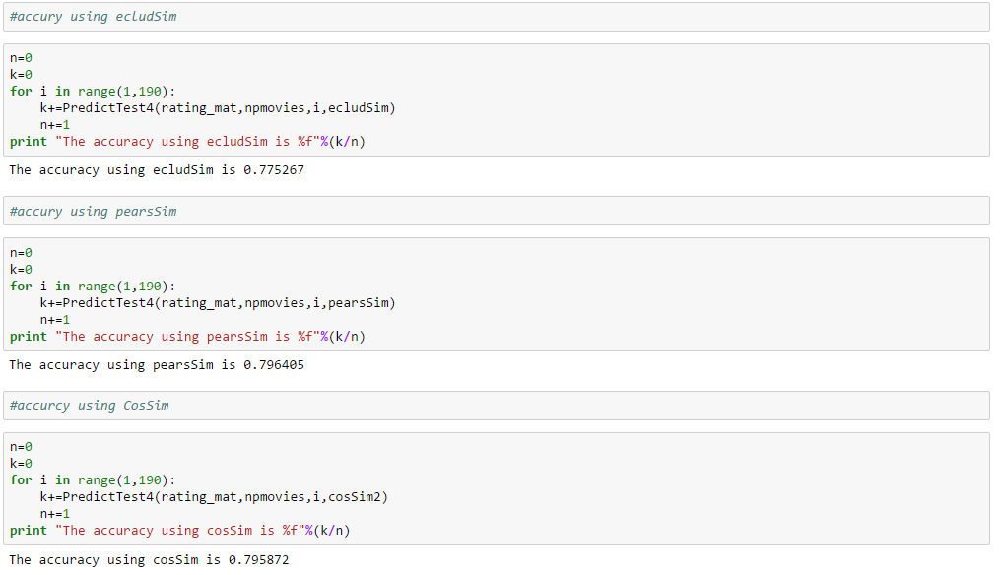 #accury using ecludSim
n=0
k=0
for i in range(1,190):
    k+=PredictTest4(rating_mat,npmovies,i,ecludSim)
    n+=1
print "The accuracy using ecludSim is %f"%(k/n)
The accuracy using ecludSim is 0.775267
#accury using pearsSim
n=0
k=0
for i in range(1,190):
    k+=PredictTest4(rating_mat,npmovies,i,pearsSim)
    n+=1
print "The accuracy using pearsSim is %f"%(k/n)
The accuracy using pearsSim is 0.796405
#accurcy using CosSim
n=0
k=0
for i in range(1,190):
    k+=PredictTest4(rating_mat,npmovies,i,cosSim2)
    n+=1
print "The accuracy using cosSim is %f"%(k/n)
The accuracy using cosSim is 0.795872